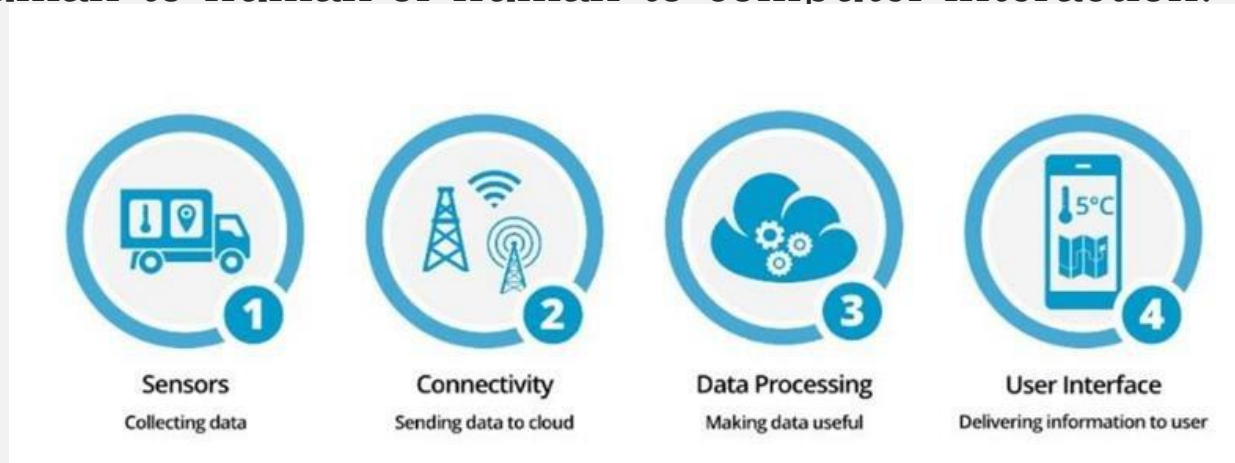 to human or human to computer interaction.
1
2
3
4
5°C
Sensors
Connectivity
Data Processing
User Interface
Collecting data
Sending data to cloud
Making data useful
Delivering information to user